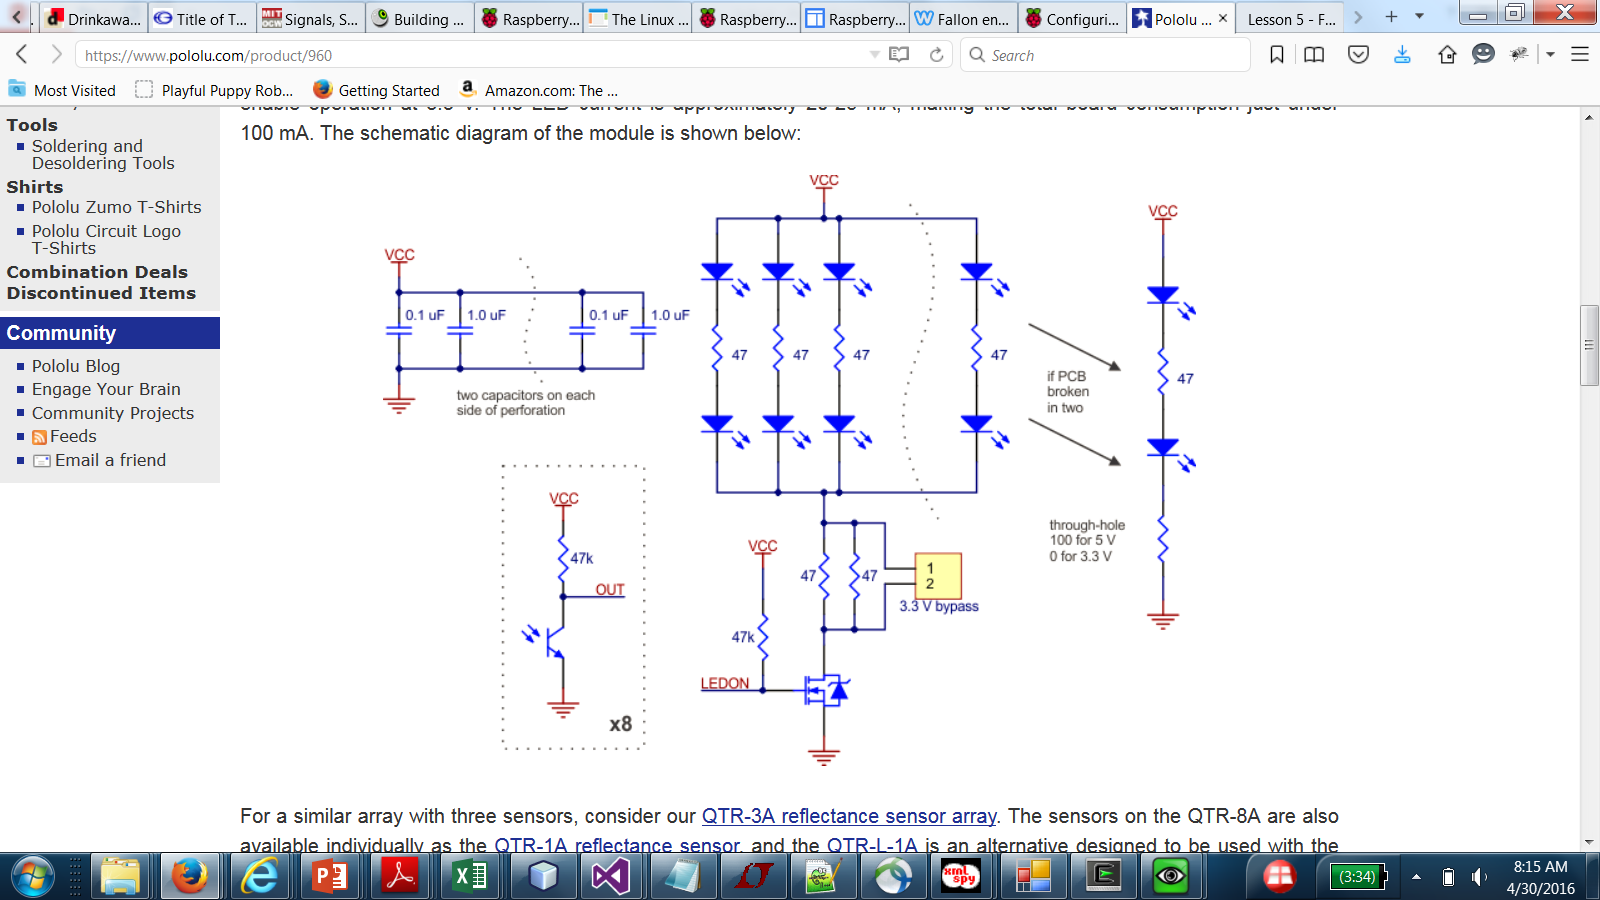 Drinkawa...
Title of T...
MIT OCW
Signals, S...
Building ...
Raspberry...
The Linux ...
Raspberry...
Raspberry...
Fallon en...
Configuri...
Pololu ...
Lesson 5 - F...
https://www.pololu.com/product/960
Search
Most Visited
Playful Puppy Rob...
Getting Started
Amazon.com: The ...
Tools
Soldering and
Desoldering Tools
Shirts
Pololu Zumo T-Shirts
Pololu Circuit Logo
T-Shirts
Combination Deals
Discontinued Items
Community
Pololu Blog
Engage Your Brain
Community Projects
Feeds
Email a friend
100 mA. The schematic diagram of the module is shown below:
VCC
0.1 uF
1.0 uF
0.1 uF
1.0 uF
two capacitors on each
side of perforation
VCC
47
47
47
47
if PCB
broken
in two
VCC
47
through-hole
100 for 5 V
0 for 3.3 V
VCC
47k
OUT
x8
VCC
47k
LEDON
47
47
1
2
3.3 V bypass
For a similar array with three sensors, consider our QTR-3A reflectance sensor array. The sensors on the QTR-8A are also
available individually as the QTR-1A reflectance sensor, and the QTR-L-1A is an alternative designed to be used with the
xml
spy
(3:34)
8:15 AM
4/30/2016